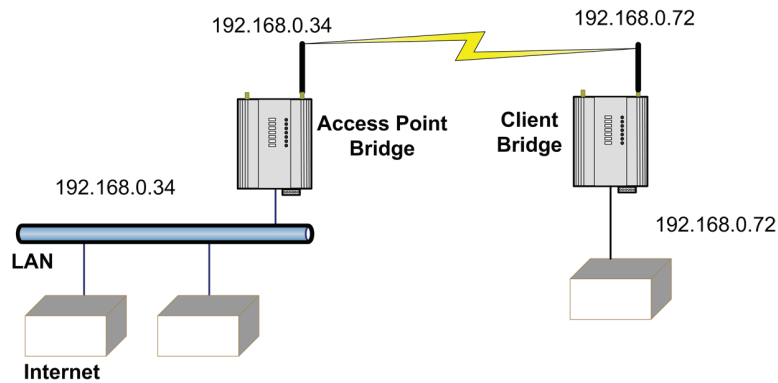 192.168.0.34
192.168.0.72
Access Point
Bridge
Client
Bridge
192.168.0.34
192.168.0.72
LAN
Internet